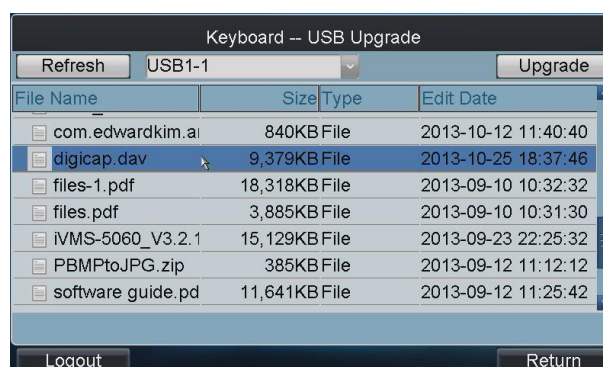 Keyboard -- USB Upgrade
Refresh USB1-1 Upgrade
File Name Size Type Edit Date
com.edwardkim.ar 840KB File 2013-10-12 11:40:40
digicap.dav 9,379KB File 2013-10-25 18:37:46
files-1.pdf 18,318KB File 2013-09-10 10:32:32
files.pdf 3,885KB File 2013-09-10 10:31:30
iVMS-5060_V3.2.1 15,129KB File 2013-09-23 22:25:32
PBMPtoJPG.zip 385KB File 2013-09-12 11:12:12
software guide.pd 11,641KB File 2013-09-12 11:25:42
Logout Return